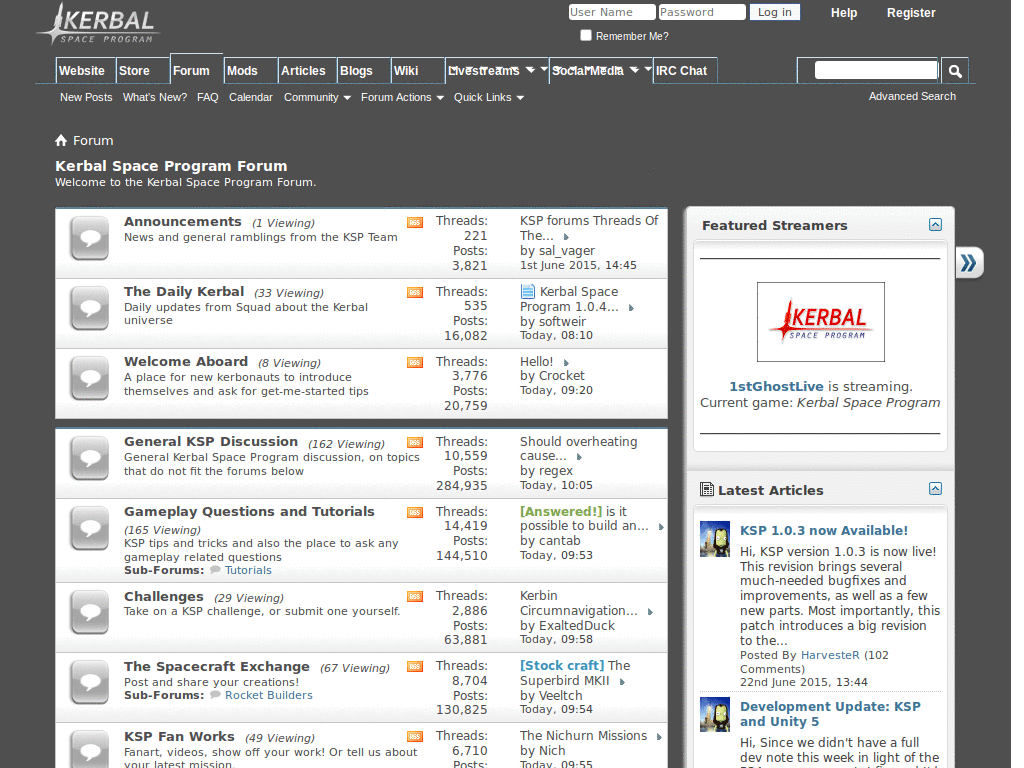 KERBAL
SPACE PROGRAM
User Name Password Log in Help Register
Remember Me?
Website Store Forum Mods Articles Blogs Wiki Livestreams Social Media IRC Chat
New Posts What's New? FAQ Calendar Community Forum Actions Quick Links Advanced Search
Forum
Kerbal Space Program Forum
Welcome to the Kerbal Space Program Forum.
Announcements (1 Viewing)
News and general ramblings from the KSP Team
RSS
Threads:
221
Posts:
3,821
KSP forums Threads Of
The...
by sal_vager
1st June 2015, 14:45
The Daily Kerbal (33 Viewing)
Daily updates from Squad about the Kerbal
universe
RSS
Threads:
535
Posts:
16,082
Kerbal Space
Program 1.0.4...
by softweir
Today, 08:10
Welcome Aboard (8 Viewing)
A place for new kerbonauts to introduce
themselves and ask for get-me-started tips
RSS
Threads:
3,776
Posts:
20,759
Hello!
by Crocket
Today, 09:20
General KSP Discussion (162 Viewing)
General Kerbal Space Program discussion, on topics
that do not fit the forums below
RSS
Threads:
10,559
Posts:
284,935
Should overheating
cause...
by regex
Today, 10:05
Gameplay Questions and Tutorials
(165 Viewing)
KSP tips and tricks and also the place to ask any
gameplay related questions
Sub-Forums: Tutorials
RSS
Threads:
14,419
Posts:
144,510
[Answered!] is it
possible to build an...
by cantab
Today, 09:53
Challenges (29 Viewing)
Take on a KSP challenge, or submit one yourself.
RSS
Threads:
2,886
Posts:
63,881
Kerbin
Circumnavigation...
by ExaltedDuck
Today, 09:58
The Spacecraft Exchange (67 Viewing)
Post and share your creations!
Sub-Forums: Rocket Builders
RSS
Threads:
8,704
Posts:
130,825
[Stock craft] The
Superbird MKII
by Veeltch
Today, 09:54
KSP Fan Works (49 Viewing)
Fanart, videos, show off your work! Or tell us about
your latest mission.
RSS
Threads:
6,710
Posts:
The Nichurn Missions
by Nich
Today, 09:55
Featured Streamers
KERBAL
SPACE PROGRAM
1stGhostLive is streaming.
Current game: Kerbal Space Program
Latest Articles
KSP 1.0.3 now Available!
Hi, KSP version 1.0.3 is now live!
This revision brings several
much-needed bugfixes and
improvements, as well as a few
new parts. Most importantly, this
patch introduces a big revision
to the...
Posted By HarvesteR (102
Comments)
22nd June 2015, 13:44
Development Update: KSP
and Unity 5
Hi, Since we didn't have a full
dev note this week in light of the